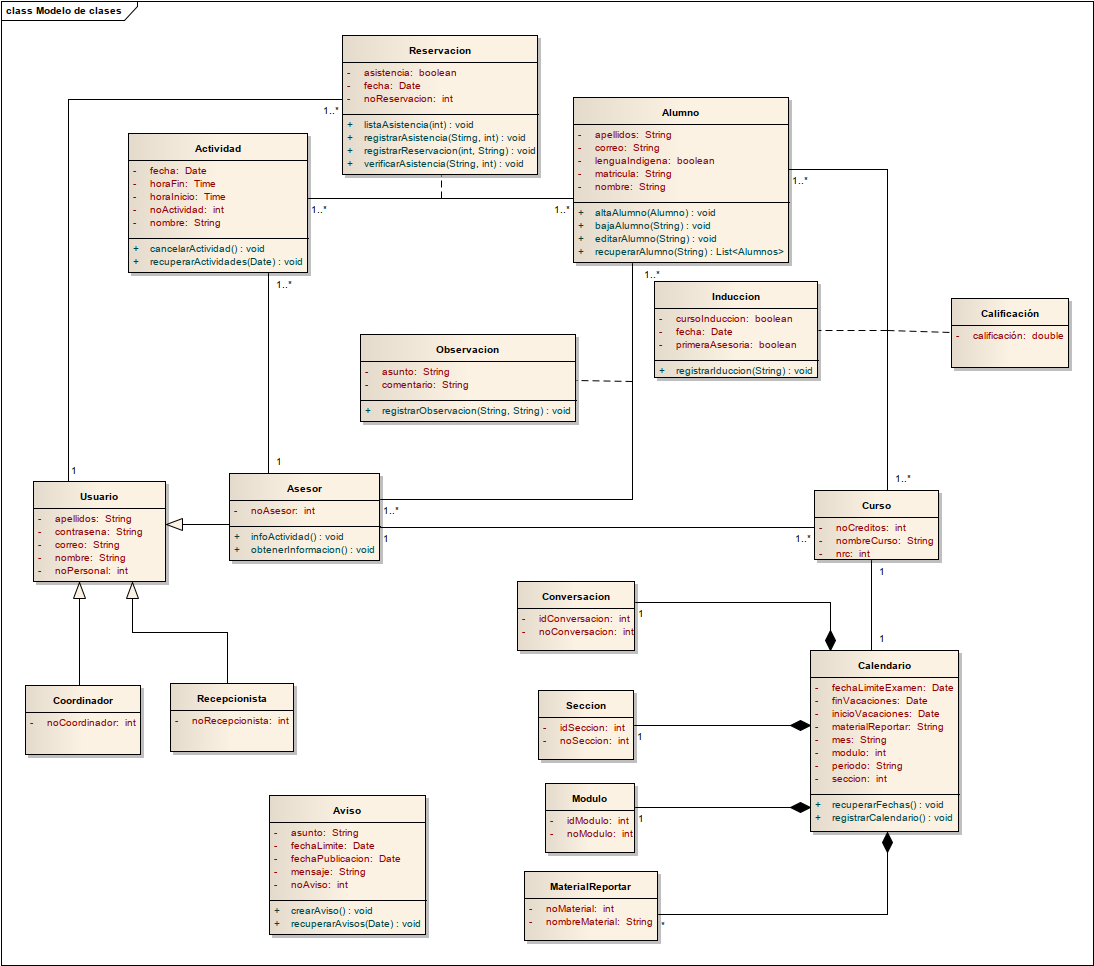 class Modelo de clases
Reservacion
- asistencia: boolean
- fecha: Date
- noReservacion: int
+ listaAsistencia(int) : void
+ registrarAsistencia(Stirng, int) : void
+ registrarReservacion(int, String) : void
+ verificarAsistencia(String, int) : void
1..*
Alumno
- apellidos: String
- correo: String
- lenguaIndigena: boolean
- matricula: String
- nombre: String
+ altaAlumno(Alumno) : void
+ bajaAlumno(String) : void
+ editarAlumno(String) : void
+ recuperarAlumno(String) : List<Alumnos>
1..*
1..*
1..*
Actividad
- fecha: Date
- horaFin: Time
- horaInicio: Time
- noActividad: int
- nombre: String
+ cancelarActividad() : void
+ recuperarActividades(Date) : void
1..*
1..*
Induccion
- cursoInduccion: boolean
- fecha: Date
- primeraAsesoria: boolean
+ registrarIduccion(String) : void
Calificación
- calificación: double
Observacion
- asunto: String
- comentario: String
+ registrarObservacion(String, String) : void
1
1
1..*
Usuario
- apellidos: String
- contrasena: String
- correo: String
- nombre: String
- noPersonal: int
Asesor
- noAsesor: int
+ infoActividad() : void
+ obtenerInformacion() : void
1..*
1
1..*
Curso
- noCreditos: int
- nombreCurso: String
- nrc: int
1
1
Conversacion
- idConversacion: int
- noConversacion: int
1
Calendario
- fechaLimiteExamen: Date
- finVacaciones: Date
- inicioVacaciones: Date
- materialReportar: String
- mes: String
- modulo: int
- periodo: String
- seccion: int
+ recuperarFechas() : void
+ registrarCalendario() : void
Coordinador
- noCoordinador: int
Recepcionista
- noRecepcionista: int
Seccion
- idSeccion: int
- noSeccion: int
1
Modulo
- idModulo: int
- noModulo: int
1
Aviso
- asunto: String
- fechaLimite: Date
- fechaPublicacion: Date
- mensaje: String
- noAviso: int
+ crearAviso() : void
+ recuperarAvisos(Date) : void
MaterialReportar
- noMaterial: int
- nombreMaterial: String
*